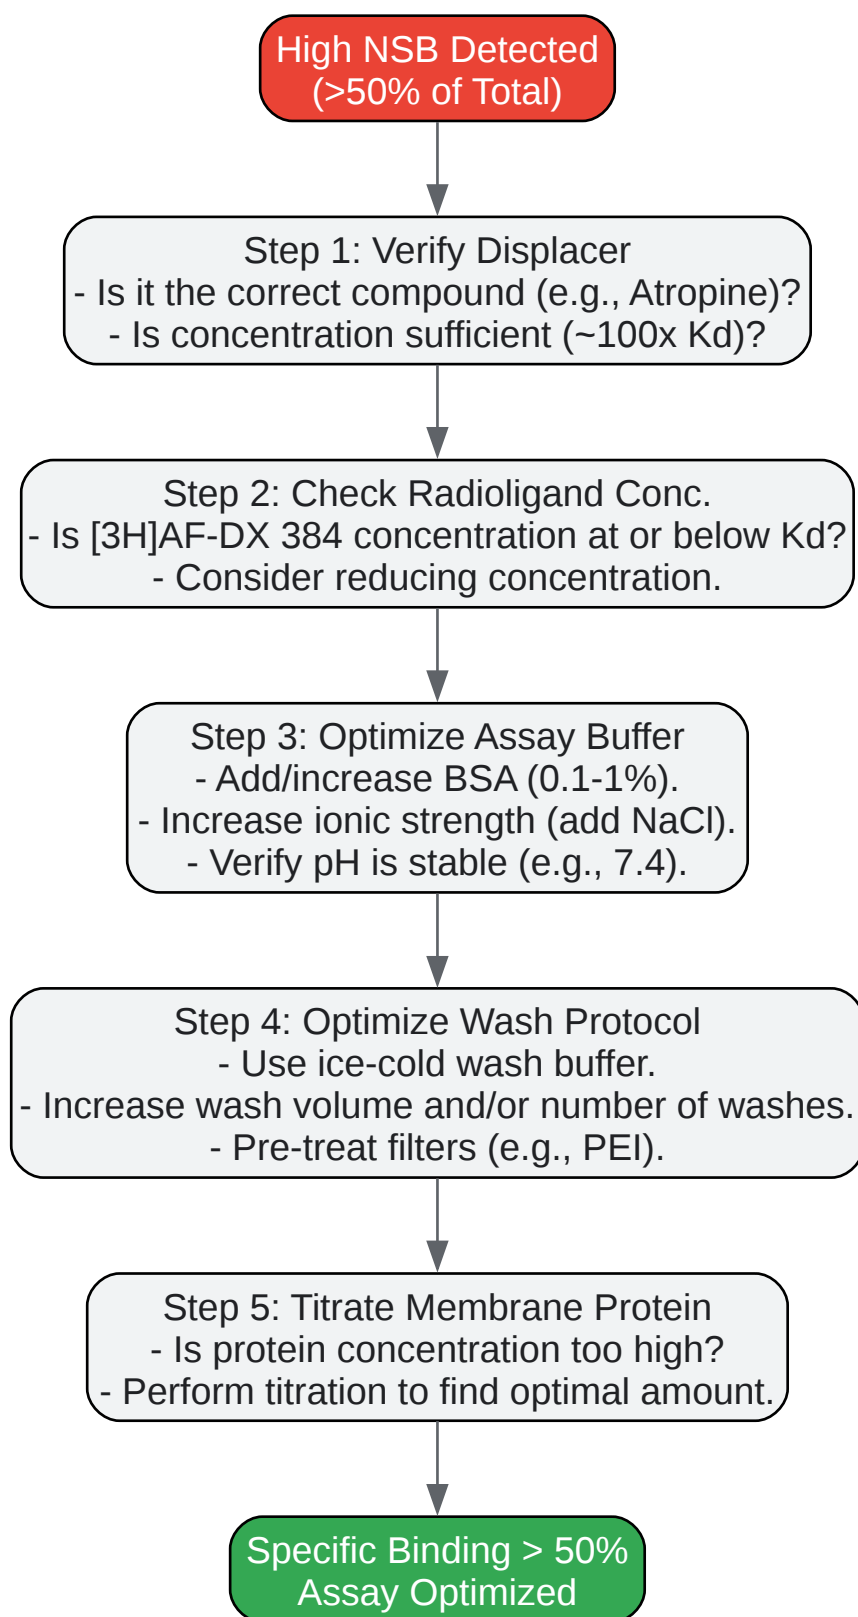 High NSB Detected
(>50% of Total)
Step 1: Verify Displacer
- Is it the correct compound (e.g., Atropine)?
- Is concentration sufficient (~100x Kd)?
Step 2: Check Radioligand Conc.
- Is [3H]AF-DX 384 concentration at or below Kd?
- Consider reducing concentration.
Step 3: Optimize Assay Buffer
- Add/increase BSA (0.1-1%).
- Increase ionic strength (add NaCl).
- Verify pH is stable (e.g., 7.4).
Step 4: Optimize Wash Protocol
- Use ice-cold wash buffer.
- Increase wash volume and/or number of washes.
- Pre-treat filters (e.g., PEI).
Step 5: Titrate Membrane Protein
- Is protein concentration too high?
- Perform titration to find optimal amount.
Specific Binding > 50%
Assay Optimized